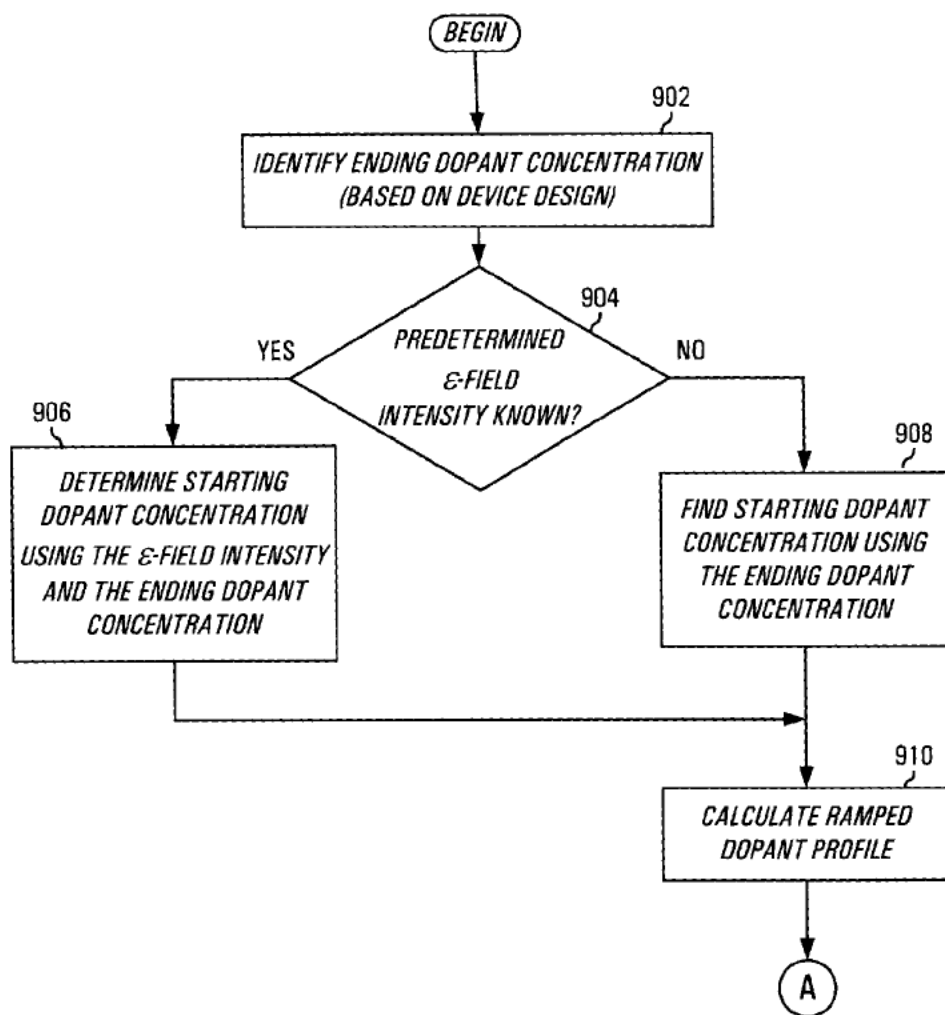 BEGIN
902
IDENTIFY ENDING DOPANT CONCENTRATION
(BASED ON DEVICE DESIGN)
904
YES
PREDETERMINED
ε-FIELD
INTENSITY KNOWN?
NO
906
DETERMINE STARTING
DOPANT CONCENTRATION
USING THE ε-FIELD INTENSITY
AND THE ENDING DOPANT
CONCENTRATION
908
FIND STARTING DOPANT
CONCENTRATION USING
THE ENDING DOPANT
CONCENTRATION
910
CALCULATE RAMPED
DOPANT PROFILE
A